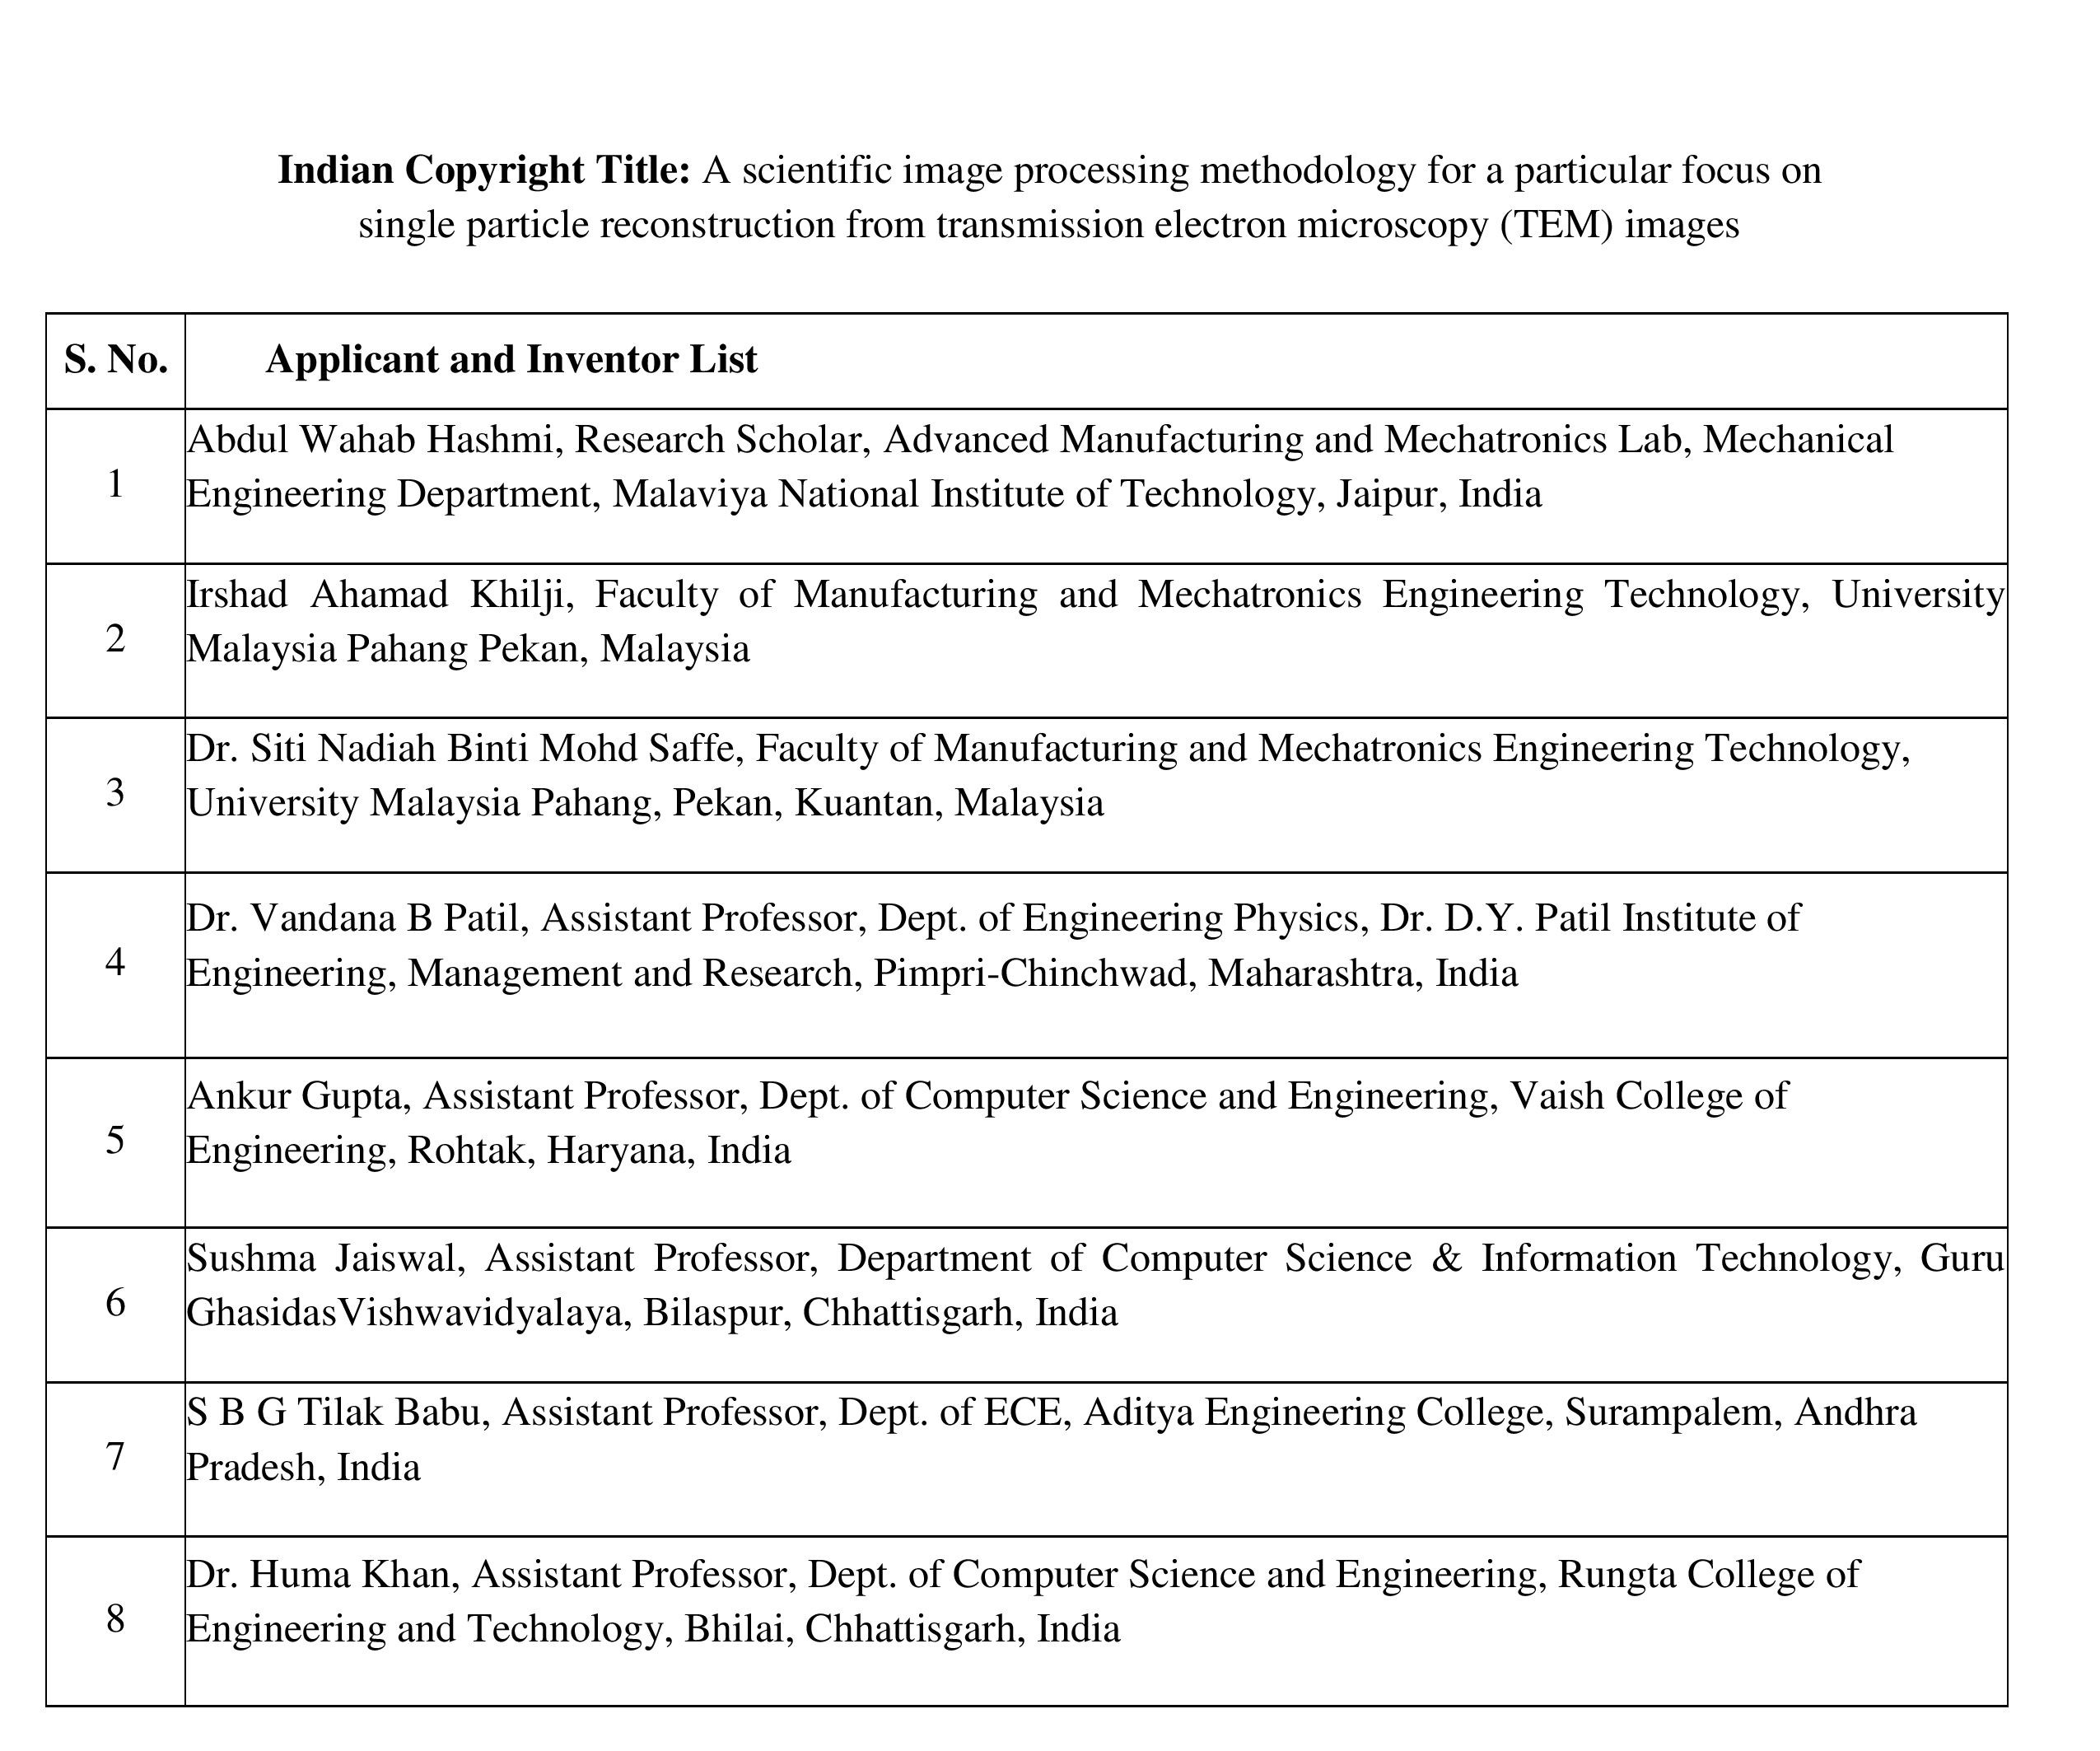 Indian Copyright Title: A scientific image processing methodology for a particular focus on
single particle reconstruction from transmission electron microscopy (TEM) images
S. No. Applicant and Inventor List
1
Abdul Wahab Hashmi, Research Scholar, Advanced Manufacturing and Mechatronics Lab, Mechanical
Engineering Department, Malaviya National Institute of Technology, Jaipur, India
2
Irshad Ahamad Khilji, Faculty of Manufacturing and Mechatronics Engineering Technology, University
Malaysia Pahang Pekan, Malaysia
3
Dr. Siti Nadiah Binti Mohd Saffe, Faculty of Manufacturing and Mechatronics Engineering Technology,
University Malaysia Pahang, Pekan, Kuantan, Malaysia
4
Dr. Vandana B Patil, Assistant Professor, Dept. of Engineering Physics, Dr. D.Y. Patil Institute of
Engineering, Management and Research, Pimpri-Chinchwad, Maharashtra, India
5
Ankur Gupta, Assistant Professor, Dept. of Computer Science and Engineering, Vaish College of
Engineering, Rohtak, Haryana, India
6
Sushma Jaiswal, Assistant Professor, Department of Computer Science & Information Technology, Guru
GhasidasVishwavidyalaya, Bilaspur, Chhattisgarh, India
7
S B G Tilak Babu, Assistant Professor, Dept. of ECE, Aditya Engineering College, Surampalem, Andhra
Pradesh, India
8
Dr. Huma Khan, Assistant Professor, Dept. of Computer Science and Engineering, Rungta College of
Engineering and Technology, Bhilai, Chhattisgarh, India